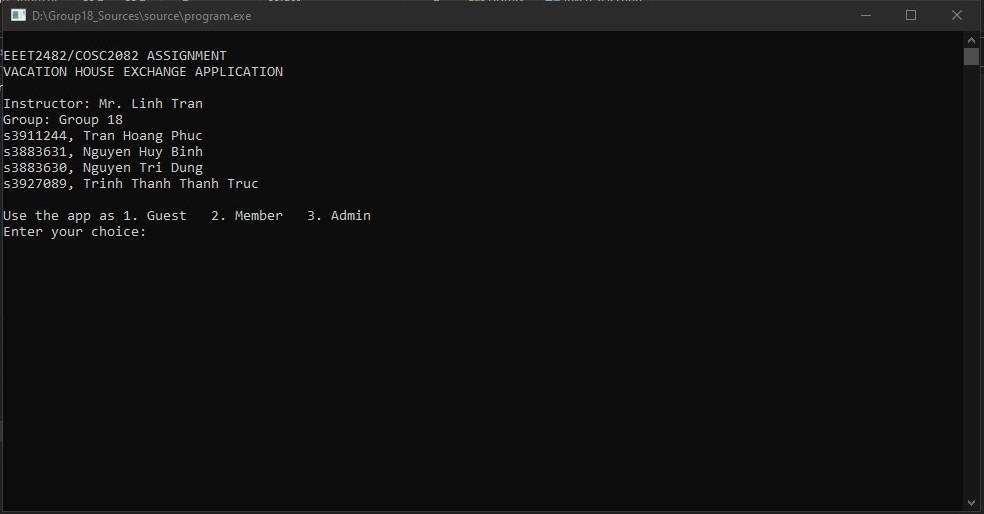 D:\Group18_Sources\source\program.exe
EEET2482/COSC2082 ASSIGNMENT
VACATION HOUSE EXCHANGE APPLICATION
Instructor: Mr. Linh Tran
Group: Group 18
s3911244, Tran Hoang Phuc
s3883631, Nguyen Huy Binh
s3883630, Nguyen Tri Dung
s3927089, Trinh Thanh Thanh Truc
Use the app as 1. Guest   2. Member   3. Admin
Enter your choice: